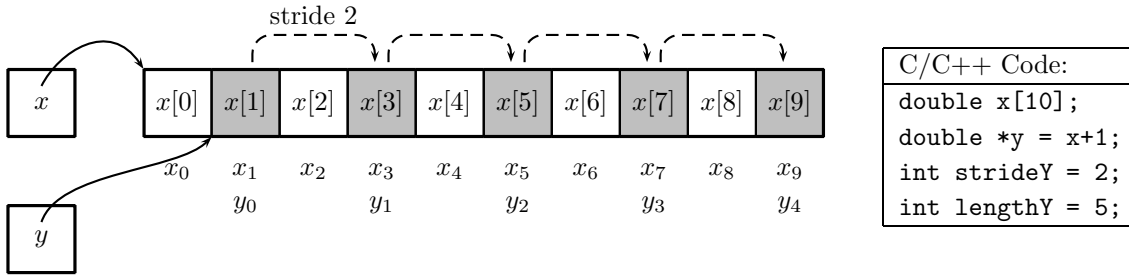 stride 2
x x[0] x[1] x[2] x[3] x[4] x[5] x[6] x[7] x[8] x[9]
x₀ x₁ x₂ x₃ x₄ x₅ x₆ x₇ x₈ x₉
y₀ y₁ y₂ y₃ y₄
y
C/C++ Code:
double x[10];
double *y = x+1;
int strideY = 2;
int lengthY = 5;